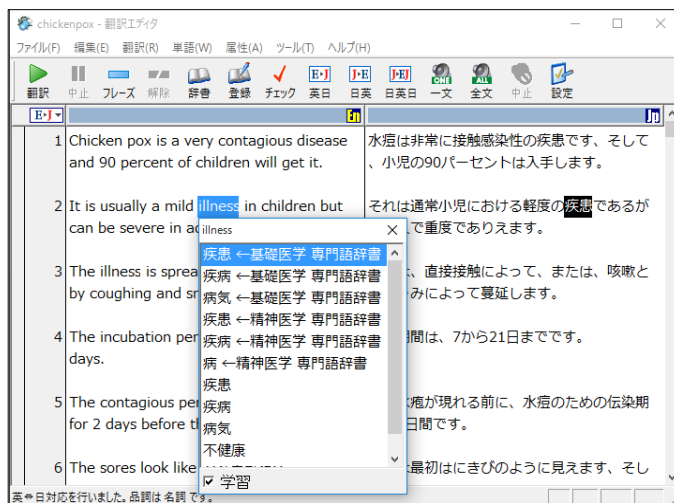 chickenpox - 翻訳エディタ
ファイル(F) 編集(E) 翻訳(R) 単語(W) 属性(A) ツール(T) ヘルプ(H)
E•J J•E J•EJ ONE ALL
翻訳 中止 フレーズ 解除 辞書 登録 チェック 英日 日英 日英日 一文 全文 中止 設定
E•J
1 Chicken pox is a very contagious disease 水痘は非常に接触感染性の疾患です、そして
and 90 percent of children will get it. 、小児の90パーセントは入手します。
2 It is usually a mild illness in children but それは通常小児における軽度の疾患であるが
can be severe in で重度でありえます。
illness
疾患 ←基礎医学 専門語辞書
疾病 ←基礎医学 専門語辞書
病気 ←基礎医学 専門語辞書
疾患 ←精神医学 専門語辞書
疾病 ←精神医学 専門語辞書
病 ←精神医学 専門語辞書
疾患
疾病
病気
不健康
学習
3 The illness is 、直接接触によって、または、咳嗽と
by coughing and みによって蔓延します。
4 The incubation 間は、7から21日までです。
days.
5 The contagious 疱が現れる前に、水痘のための伝染期
for 2 days before 日間です。
6 The sores look like 最初はにきびのように見えます、そし
英⇔日対応を行いました。品詞は 名詞 です。